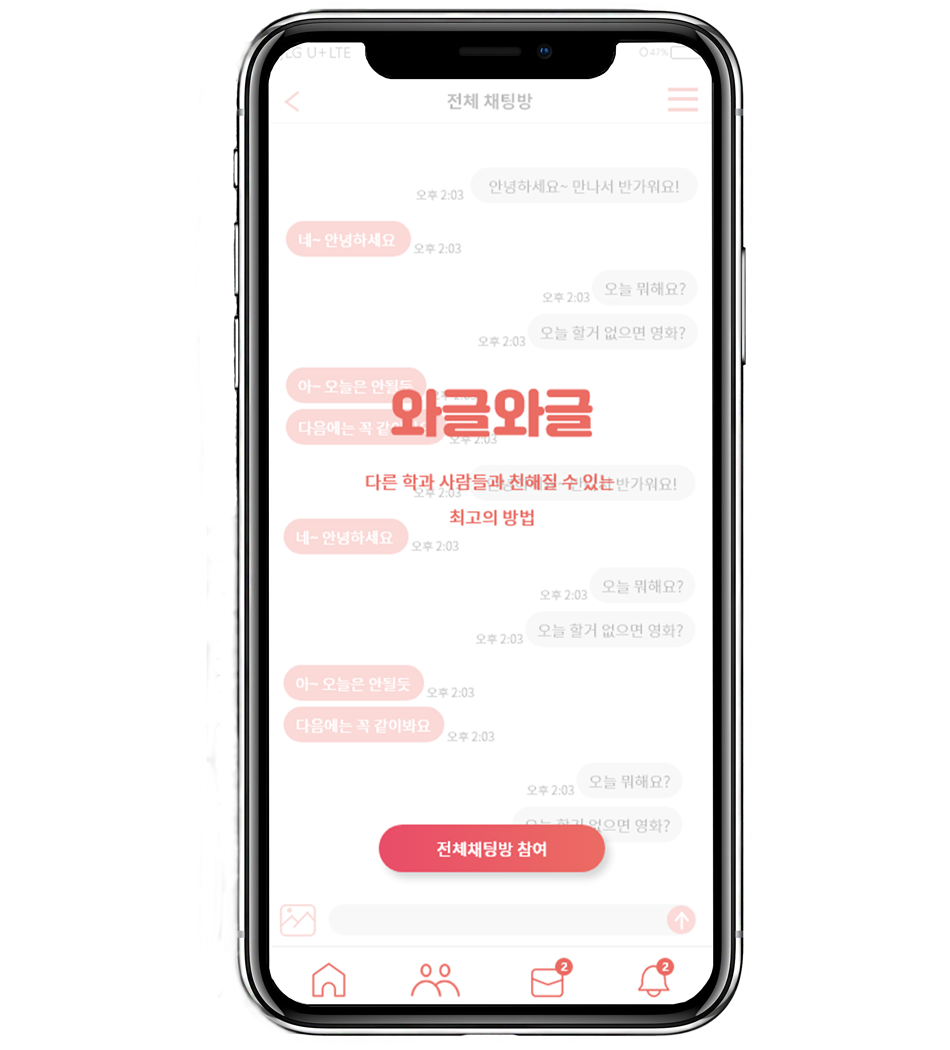 LG U+ LTE
47%
전체 채팅방
안녕하세요~ 만나서 반가워요!
오후 2:03
네~ 안녕하세요
오후 2:03
오늘 뭐해요?
오후 2:03
오늘 할거 없으면 영화?
오후 2:03
아~ 오늘은 안될듯
오후 2:03
와글와글
다음에는 꼭 같이
오후 2:03
다른 학과 사람들과 친해질 수 있는
반가워요!
오후 2:03
최고의 방법
네~ 안녕하세요
오후 2:03
오늘 뭐해요?
오후 2:03
오늘 할거 없으면 영화?
오후 2:03
아~ 오늘은 안될듯
오후 2:03
다음에는 꼭 같이봐요
오후 2:03
오늘 뭐해요?
오후 2:03
오늘 할거 없으면 영화?
전체채팅방 참여
2
2